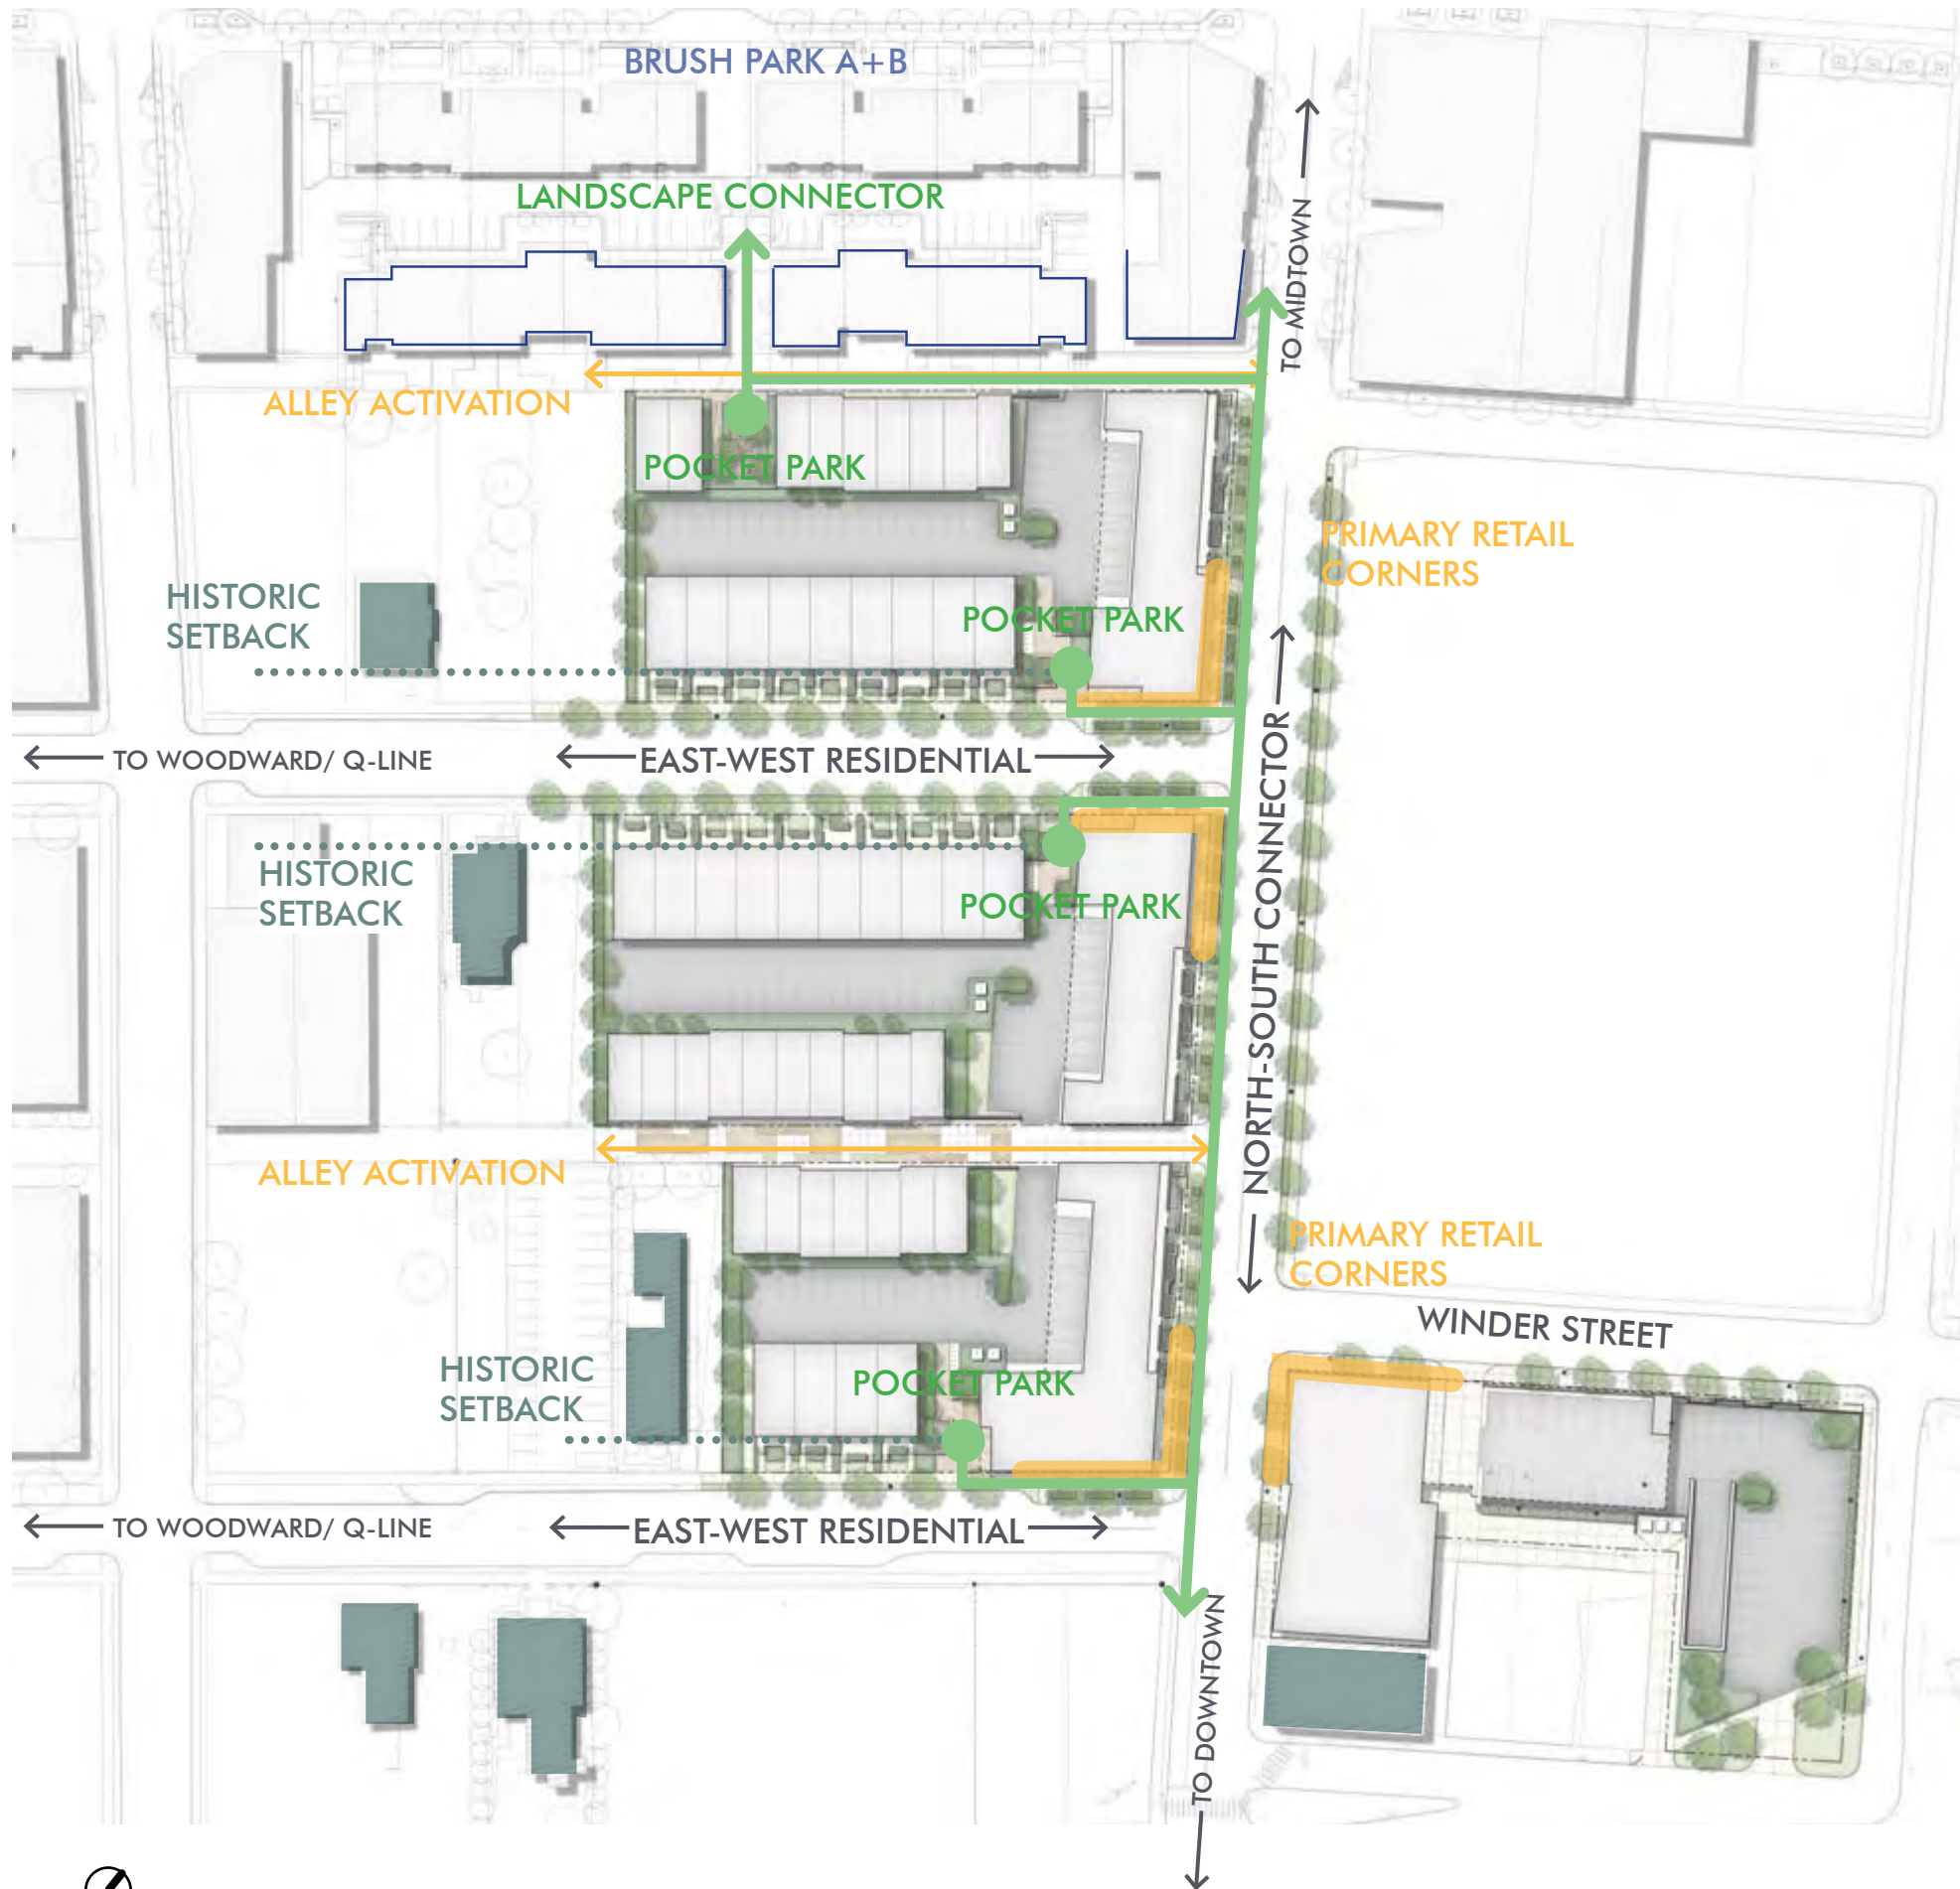 BRUSH PARK A+B
LANDSCAPE CONNECTOR
TO MIDTOWN
ALLEY ACTIVATION
POCKET PARK
PRIMARY RETAIL
CORNERS
HISTORIC
SETBACK
POCKET PARK
TO WOODWARD/ Q-LINE
EAST-WEST RESIDENTIAL
NORTH-SOUTH CONNECTOR
HISTORIC
SETBACK
POCKET PARK
ALLEY ACTIVATION
PRIMARY RETAIL
CORNERS
WINDER STREET
HISTORIC
SETBACK
POCKET PARK
TO WOODWARD/ Q-LINE
EAST-WEST RESIDENTIAL
TO DOWNTOWN